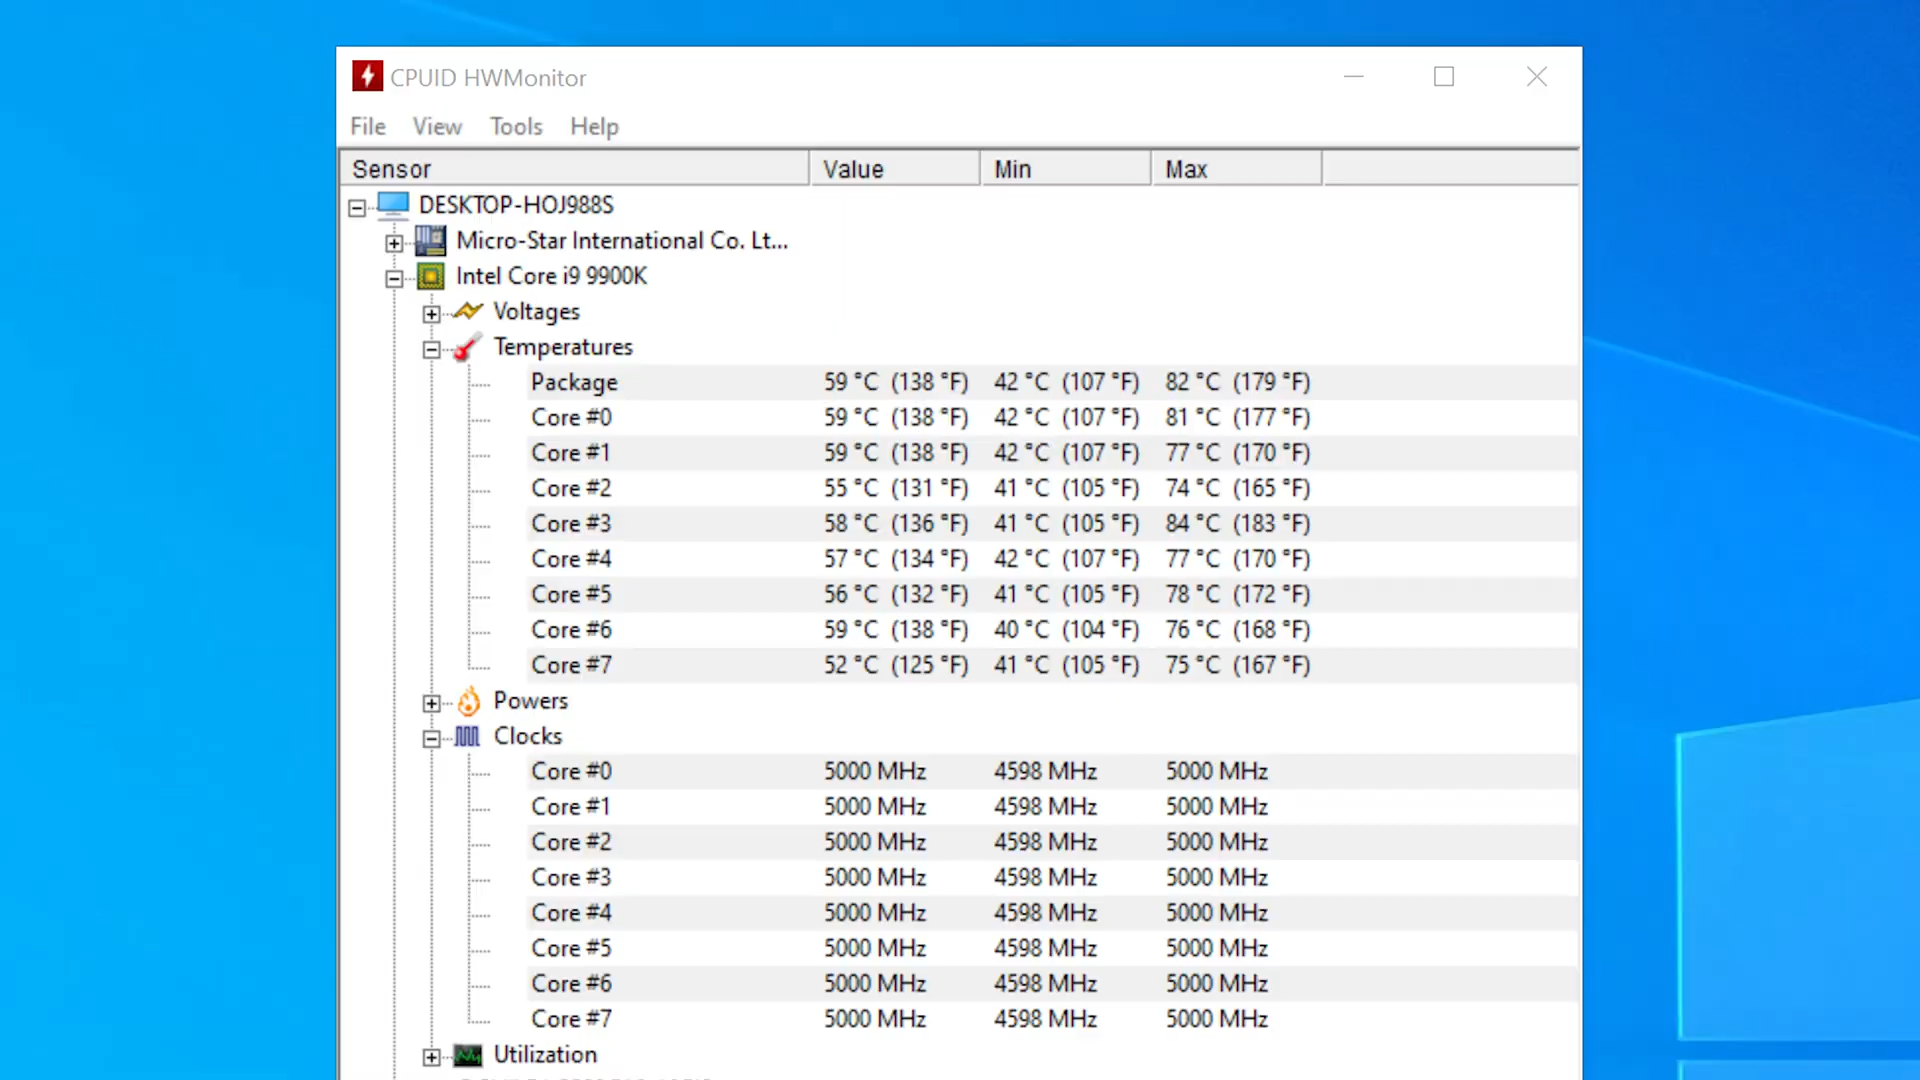 CPUID HWMonitor
File View Tools Help
Sensor Value Min Max
DESKTOP-HOJ988S
Micro-Star International Co. Lt...
Intel Core i9 9900K
Voltages
Temperatures
Package 59 °C (138 °F) 42 °C (107 °F) 82 °C (179 °F)
Core #0 59 °C (138 °F) 42 °C (107 °F) 81 °C (177 °F)
Core #1 59 °C (138 °F) 42 °C (107 °F) 77 °C (170 °F)
Core #2 55 °C (131 °F) 41 °C (105 °F) 74 °C (165 °F)
Core #3 58 °C (136 °F) 41 °C (105 °F) 84 °C (183 °F)
Core #4 57 °C (134 °F) 42 °C (107 °F) 77 °C (170 °F)
Core #5 56 °C (132 °F) 41 °C (105 °F) 78 °C (172 °F)
Core #6 59 °C (138 °F) 40 °C (104 °F) 76 °C (168 °F)
Core #7 52 °C (125 °F) 41 °C (105 °F) 75 °C (167 °F)
Powers
Clocks
Core #0 5000 MHz 4598 MHz 5000 MHz
Core #1 5000 MHz 4598 MHz 5000 MHz
Core #2 5000 MHz 4598 MHz 5000 MHz
Core #3 5000 MHz 4598 MHz 5000 MHz
Core #4 5000 MHz 4598 MHz 5000 MHz
Core #5 5000 MHz 4598 MHz 5000 MHz
Core #6 5000 MHz 4598 MHz 5000 MHz
Core #7 5000 MHz 4598 MHz 5000 MHz
Utilization